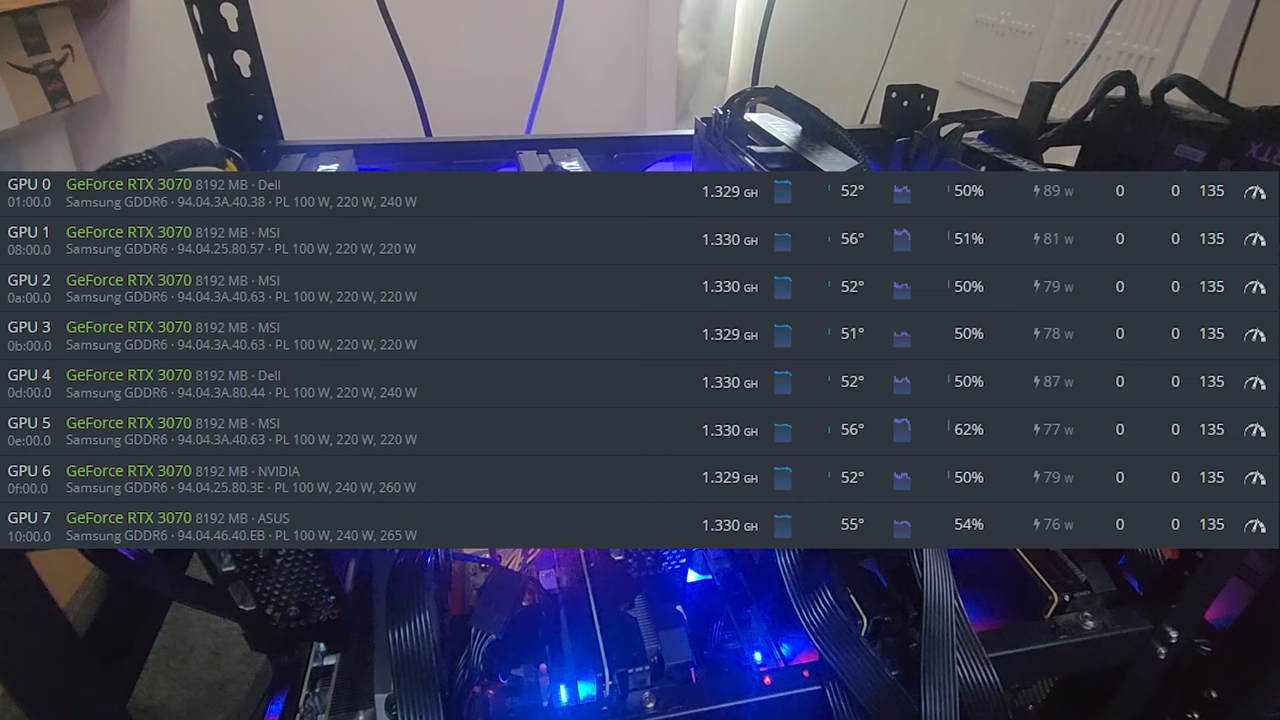 GPU 0 GeForce RTX 3070 8192 MB · Dell 1.329 GH 52° 50% 89 W 0 0 135
01:00.0 Samsung GDDR6 · 94.04.3A.40.38 · PL 100 W, 220 W, 240 W
GPU 1 GeForce RTX 3070 8192 MB · MSI 1.330 GH 56° 51% 81 W 0 0 135
08:00.0 Samsung GDDR6 · 94.04.25.80.57 · PL 100 W, 220 W, 220 W
GPU 2 GeForce RTX 3070 8192 MB · MSI 1.330 GH 52° 50% 79 W 0 0 135
0a:00.0 Samsung GDDR6 · 94.04.3A.40.63 · PL 100 W, 220 W, 220 W
GPU 3 GeForce RTX 3070 8192 MB · MSI 1.329 GH 51° 50% 78 W 0 0 135
0b:00.0 Samsung GDDR6 · 94.04.3A.40.63 · PL 100 W, 220 W, 220 W
GPU 4 GeForce RTX 3070 8192 MB · Dell 1.330 GH 52° 50% 87 W 0 0 135
0d:00.0 Samsung GDDR6 · 94.04.3A.80.44 · PL 100 W, 220 W, 240 W
GPU 5 GeForce RTX 3070 8192 MB · MSI 1.330 GH 56° 62% 77 W 0 0 135
0e:00.0 Samsung GDDR6 · 94.04.3A.40.63 · PL 100 W, 220 W, 220 W
GPU 6 GeForce RTX 3070 8192 MB · NVIDIA 1.329 GH 52° 50% 79 W 0 0 135
0f:00.0 Samsung GDDR6 · 94.04.25.80.3E · PL 100 W, 240 W, 260 W
GPU 7 GeForce RTX 3070 8192 MB · ASUS 1.330 GH 55° 54% 76 W 0 0 135
10:00.0 Samsung GDDR6 · 94.04.46.40.EB · PL 100 W, 240 W, 265 W